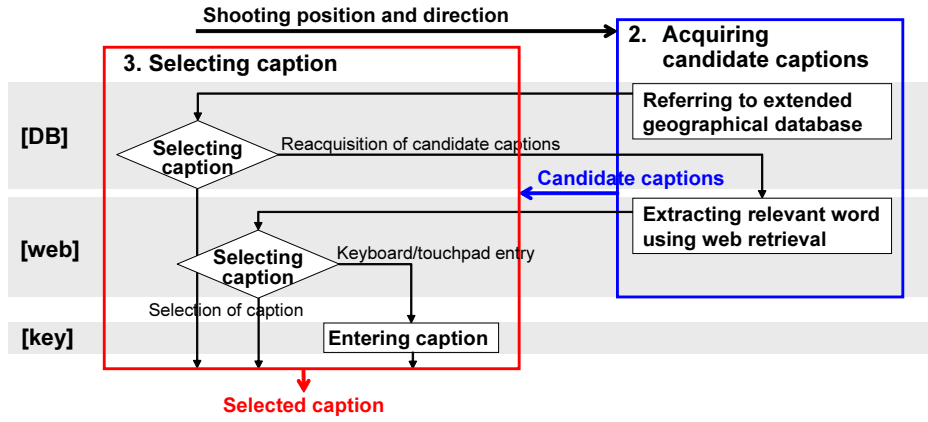 Shooting position and direction
3. Selecting caption
2. Acquiring
candidate captions
[DB]
Referring to extended
geographical database
Selecting
caption
Reacquisition of candidate captions
Candidate captions
[web]
Extracting relevant word
using web retrieval
Selecting
caption
Keyboard/touchpad entry
Selection of caption
[key]
Entering caption
Selected caption